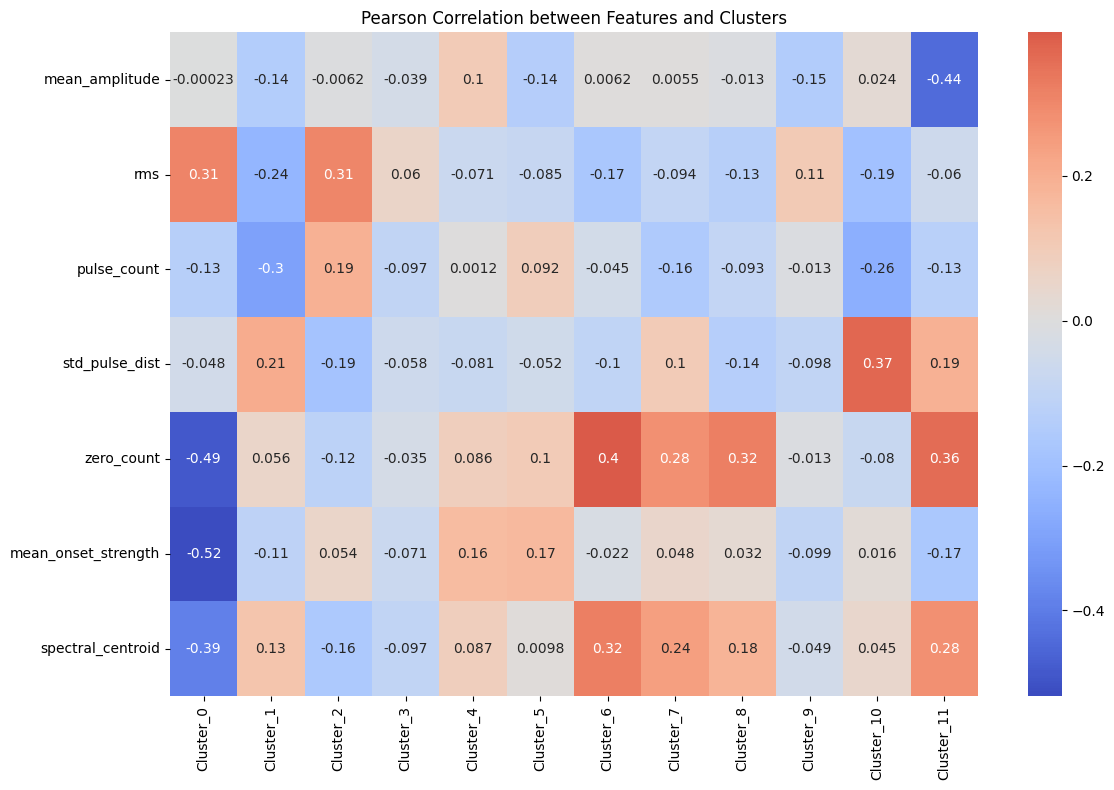 Pearson Correlation between Features and Clusters
mean_amplitude -0.00023 -0.14 -0.0062 -0.039 0.1 -0.14 0.0062 0.0055 -0.013 -0.15 0.024 -0.44
rms 0.31 -0.24 0.31 0.06 -0.071 -0.085 -0.17 -0.094 -0.13 0.11 -0.19 -0.06
pulse_count -0.13 -0.3 0.19 -0.097 0.0012 0.092 -0.045 -0.16 -0.093 -0.013 -0.26 -0.13
std_pulse_dist -0.048 0.21 -0.19 -0.058 -0.081 -0.052 -0.1 0.1 -0.14 -0.098 0.37 0.19
zero_count -0.49 0.056 -0.12 -0.035 0.086 0.1 0.4 0.28 0.32 -0.013 -0.08 0.36
mean_onset_strength -0.52 -0.11 0.054 -0.071 0.16 0.17 -0.022 0.048 0.032 -0.099 0.016 -0.17
spectral_centroid -0.39 0.13 -0.16 -0.097 0.087 0.0098 0.32 0.24 0.18 -0.049 0.045 0.28
Cluster_0 Cluster_1 Cluster_2 Cluster_3 Cluster_4 Cluster_5 Cluster_6 Cluster_7 Cluster_8 Cluster_9 Cluster_10 Cluster_11
0.2
0.0
−0.2
−0.4